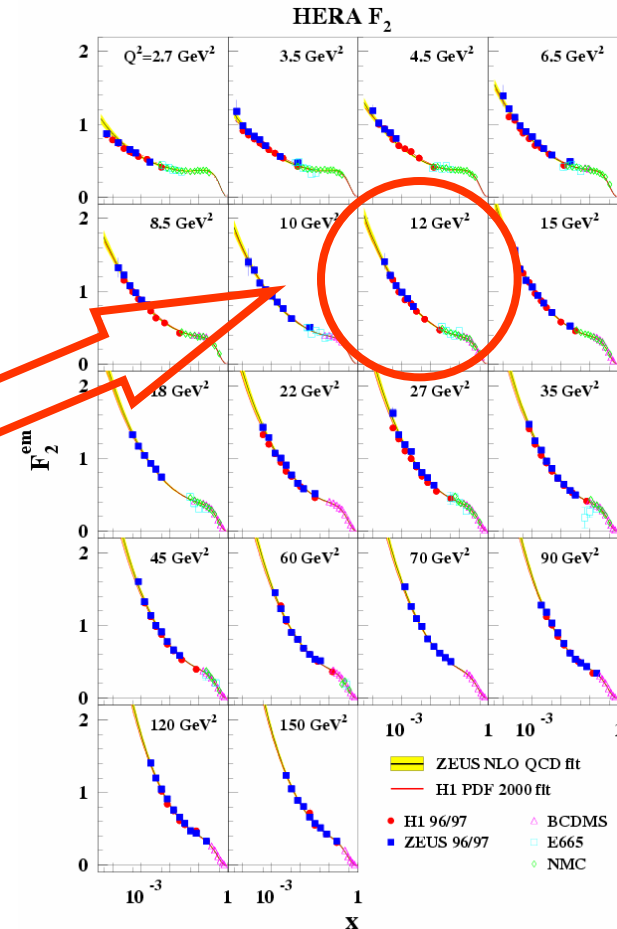 HERA F₂
Q²=2.7 GeV² 3.5 GeV² 4.5 GeV² 6.5 GeV²
2
1
0
8.5 GeV² 10 GeV² 12 GeV² 15 GeV²
2
1
0
18 GeV² 22 GeV² 27 GeV² 35 GeV²
2
F₂ᵉᵐ
1
0
45 GeV² 60 GeV² 70 GeV² 90 GeV²
2
1
0
120 GeV² 150 GeV²
2
1
0
10⁻³ 1 10⁻³ 1
10⁻³ 1 10⁻³
x
ZEUS NLO QCD fit
H1 PDF 2000 fit
H1 96/97
ZEUS 96/97
BCDMS
E665
NMC